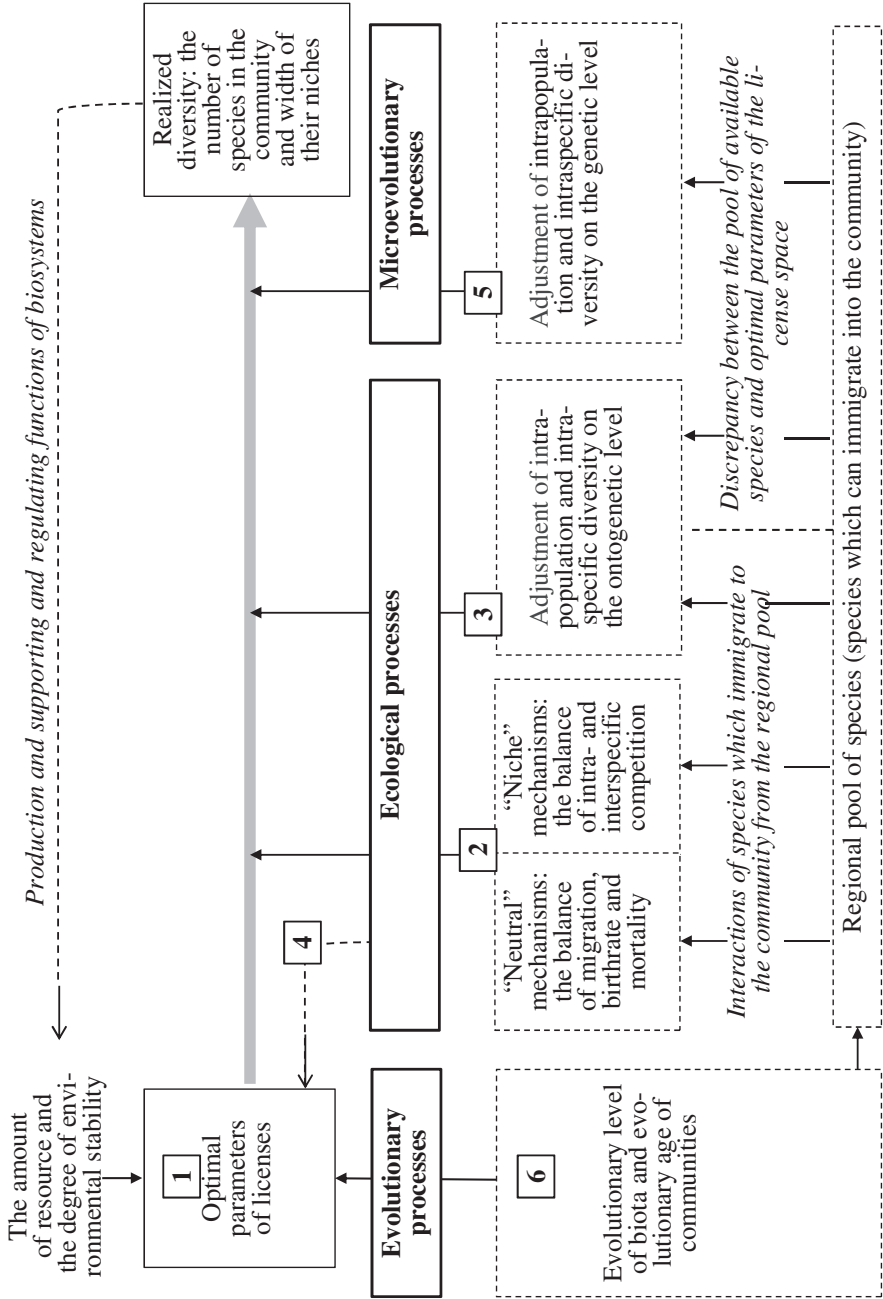 Production and supporting and regulating functions of biosystems
The amount
of resource and
the degree of envi-
ronmental stability
1
Optimal
parameters
of licenses
Realized
diversity: the
number of
species in the
community
and width of
their niches
4
Evolutionary
processes
Ecological processes
Microevolutionary
processes
6
Evolutionary level
of biota and evo-
lutionary age of
communities
2
"Neutral"
mechanisms:
the balance
of migration,
birthrate and
mortality
"Niche"
mechanisms:
the balance
of intra- and
interspecific
competition
3
Adjustment of intra-
population and intra-
specific diversity on
the ontogenetic level
5
Adjustment of intrapopula-
tion and intraspecific di-
versity on the genetic level
Interactions of species which immigrate to
the community from the regional pool
Discrepancy between the pool of available
species and optimal parameters of the li-
cense space
Regional pool of species (species which can immigrate into the community)